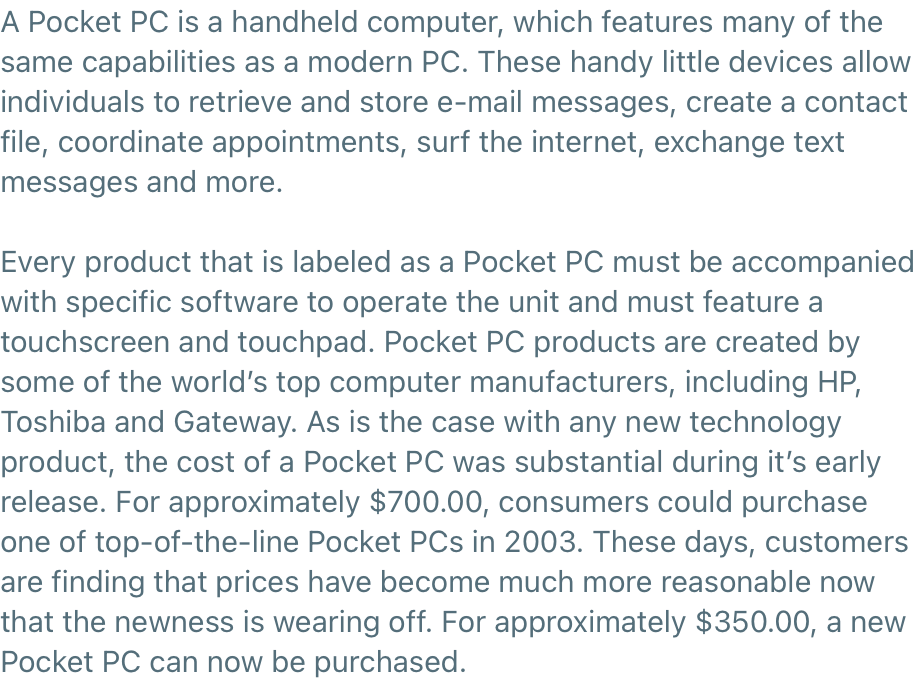 A Pocket PC is a handheld computer, which features many of the
same capabilities as a modern PC. These handy little devices allow
individuals to retrieve and store e-mail messages, create a contact
file, coordinate appointments, surf the internet, exchange text
messages and more.

Every product that is labeled as a Pocket PC must be accompanied
with specific software to operate the unit and must feature a
touchscreen and touchpad. Pocket PC products are created by
some of the world’s top computer manufacturers, including HP,
Toshiba and Gateway. As is the case with any new technology
product, the cost of a Pocket PC was substantial during it’s early
release. For approximately $700.00, consumers could purchase
one of top-of-the-line Pocket PCs in 2003. These days, customers
are finding that prices have become much more reasonable now
that the newness is wearing off. For approximately $350.00, a new
Pocket PC can now be purchased.